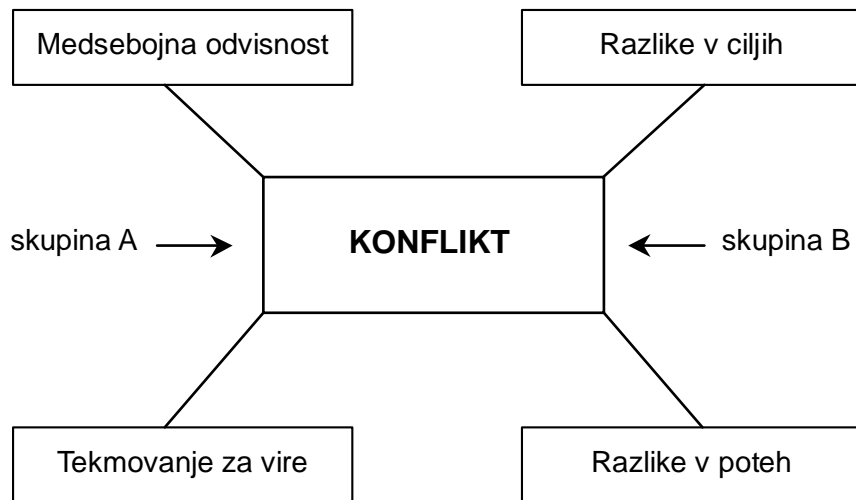 Medsebojna odvisnost
Razlike v ciljih
skupina A
KONFLIKT
skupina B
Tekmovanje za vire
Razlike v poteh